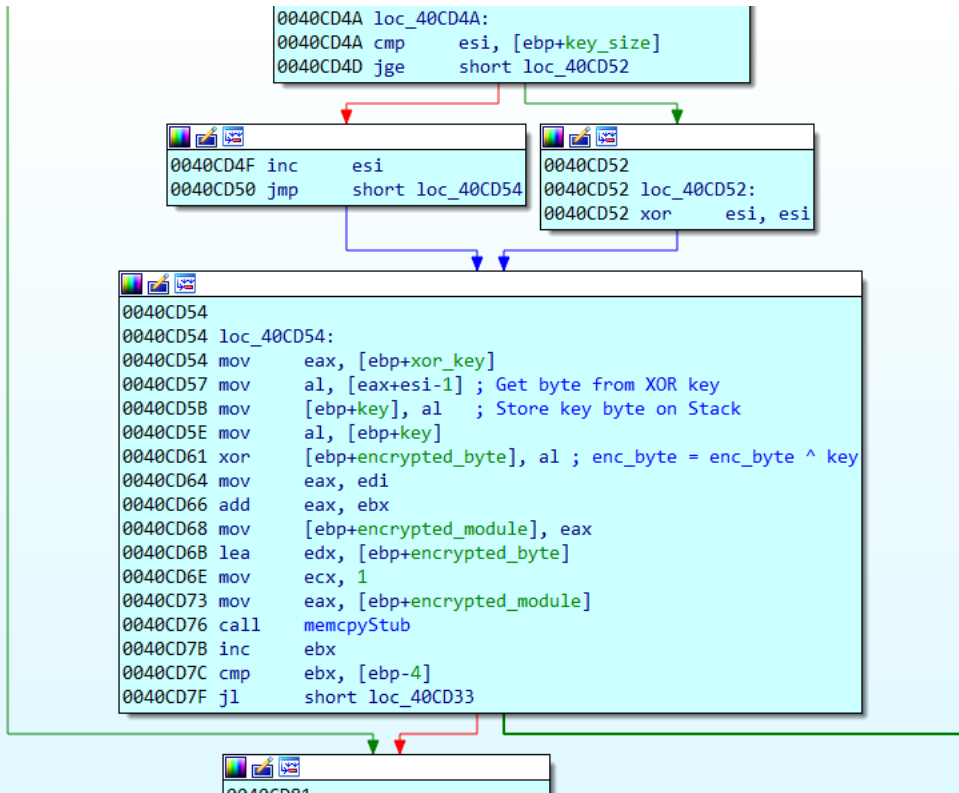 0040CD4A loc_40CD4A:
0040CD4A cmp     esi, [ebp+key_size]
0040CD4D jge     short loc_40CD52
0040CD4F inc     esi
0040CD50 jmp     short loc_40CD54
0040CD52
0040CD52 loc_40CD52:
0040CD52 xor     esi, esi
0040CD54
0040CD54 loc_40CD54:
0040CD54 mov     eax, [ebp+xor_key]
0040CD57 mov     al, [eax+esi-1] ; Get byte from XOR key
0040CD5B mov     [ebp+key], al   ; Store key byte on Stack
0040CD5E mov     al, [ebp+key]
0040CD61 xor     [ebp+encrypted_byte], al ; enc_byte = enc_byte ^ key
0040CD64 mov     eax, edi
0040CD66 add     eax, ebx
0040CD68 mov     [ebp+encrypted_module], eax
0040CD6B lea     edx, [ebp+encrypted_byte]
0040CD6E mov     ecx, 1
0040CD73 mov     eax, [ebp+encrypted_module]
0040CD76 call    memcpyStub
0040CD7B inc     ebx
0040CD7C cmp     ebx, [ebp-4]
0040CD7F jl      short loc_40CD33
0040CD81